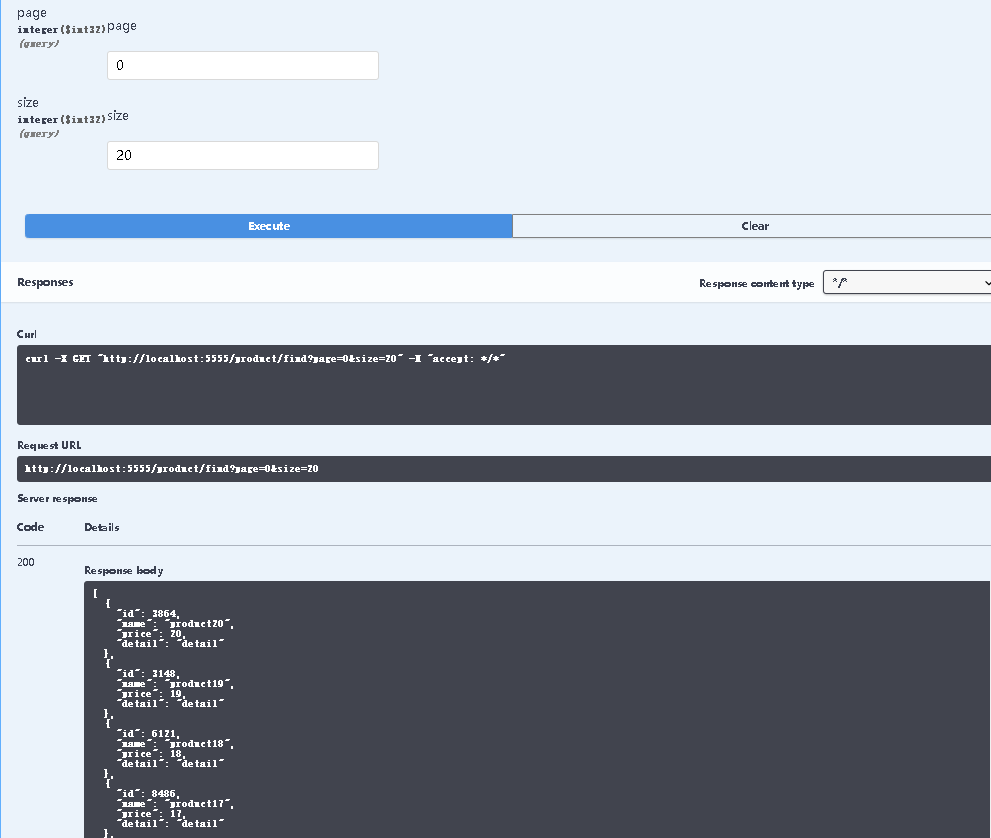 page
integer($int32)
(query)
page
0
size
integer($int32)
(query)
size
20
Execute
Clear
Responses
Response content type
*/*
Curl
curl -X GET "http://localhost:5555/product/find?page=0&size=20" -H "accept: */*"
Request URL
http://localhost:5555/product/find?page=0&size=20
Server response
Code
Details
200
Response body
[
{
"id": 3864,
"name": "product20",
"price": 20,
"detail": "detail"
},
{
"id": 3148,
"name": "product19",
"price": 19,
"detail": "detail"
},
{
"id": 6121,
"name": "product18",
"price": 18,
"detail": "detail"
},
{
"id": 8486,
"name": "product17",
"price": 17,
"detail": "detail"
},